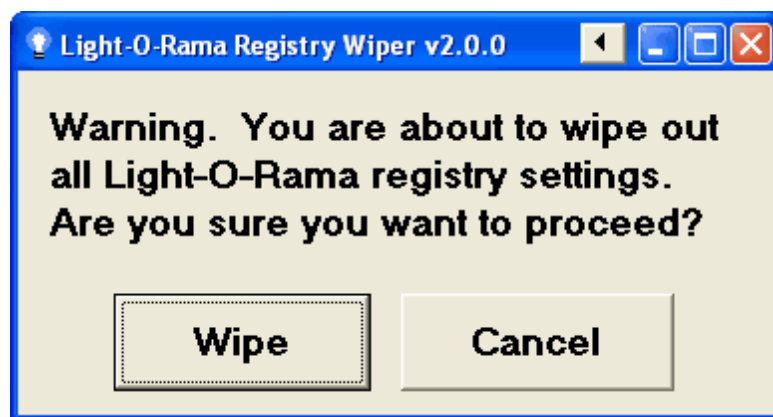 Light-O-Rama Registry Wiper v2.0.0
Warning.  You are about to wipe out
all Light-O-Rama registry settings.
Are you sure you want to proceed?
Wipe Cancel